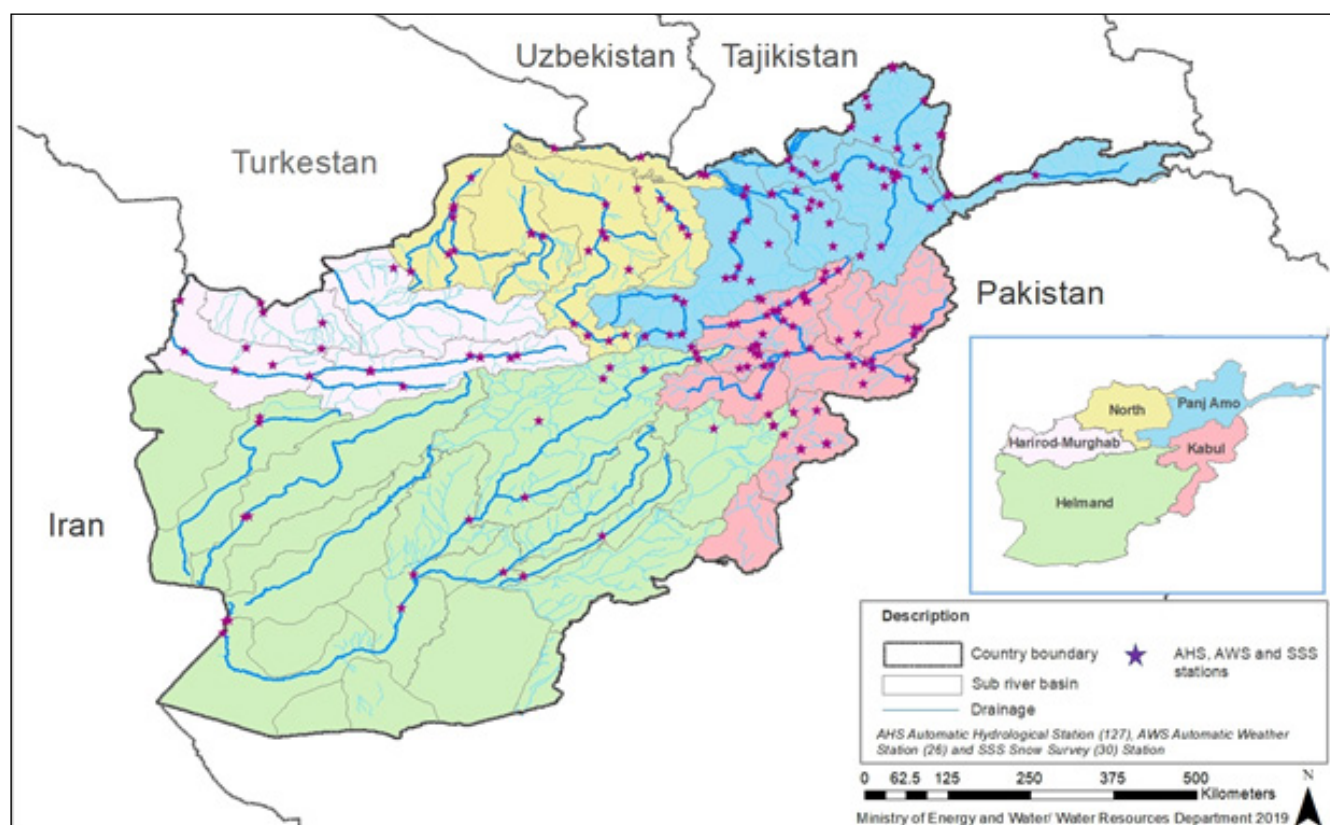 Uzbekistan
Tajikistan
Turkestan
Pakistan
Iran
North
Panj Amo
Harirod-Murghab
Kabul
Helmand
Description
Country boundary
Sub river basin
Drainage
AHS, AWS and SSS
stations
AHS Automatic Hydrological Station (127), AWS Automatic Weather
Station (26) and SSS Snow Survey (30) Station
0 62.5 125 250 375 500
Kilometers
N
Ministry of Energy and Water/ Water Resources Department 2019